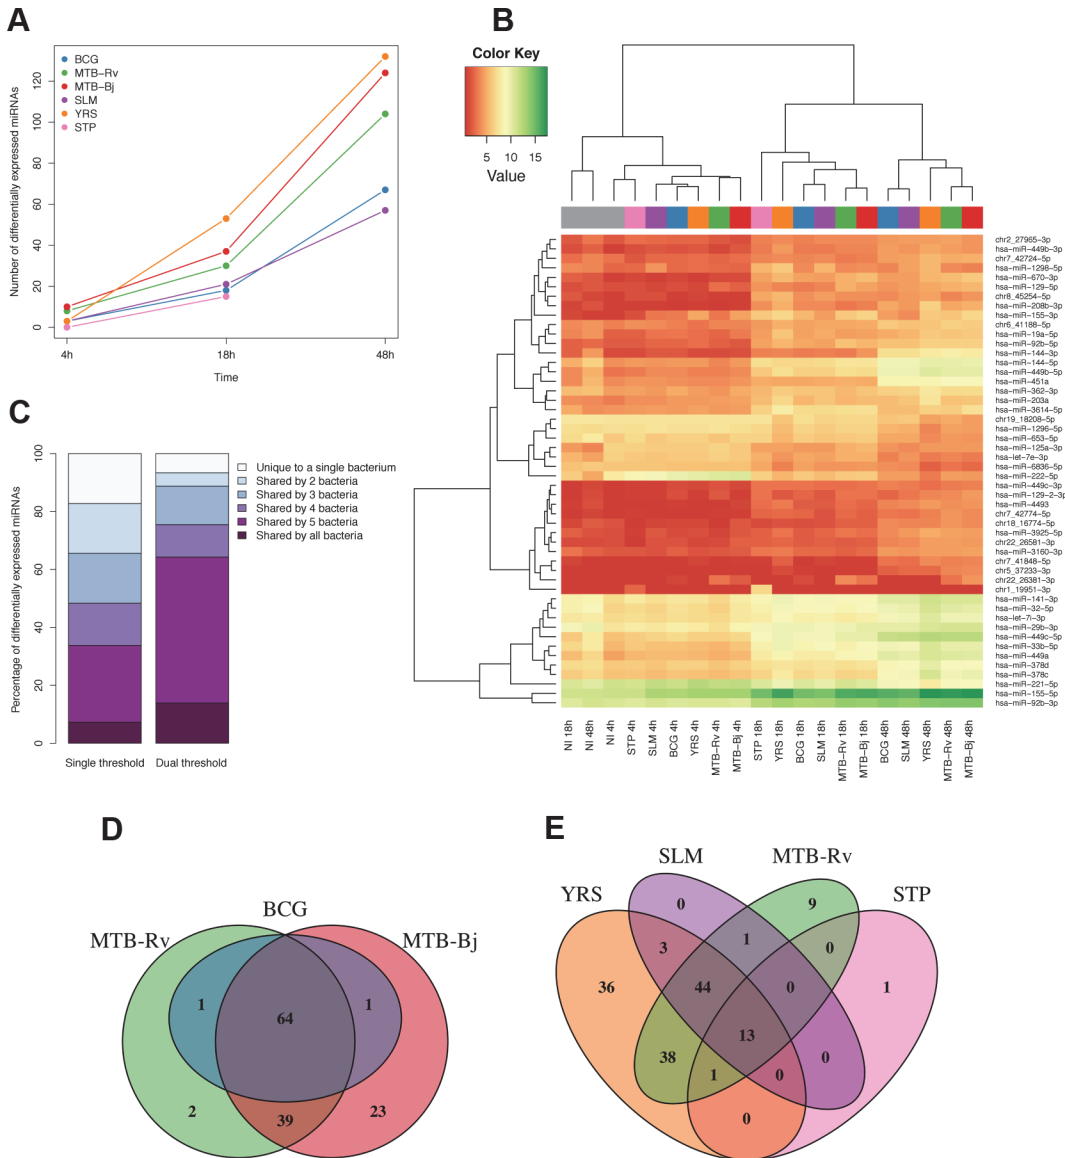 A
BCG
MTB-Rv
MTB-Bj
SLM
YRS
STP
Number of differentially expressed miRNAs
0
20
40
60
80
100
120
4h
18h
48h
Time
B
Color Key
5 10 15
Value
chr2_27965-3p
hsa-miR-449b-3p
chr7_42724-5p
hsa-miR-1298-5p
hsa-miR-670-3p
hsa-miR-129-5p
chr8_45254-5p
hsa-miR-208b-3p
hsa-miR-155-3p
chr6_41188-5p
hsa-miR-19a-5p
hsa-miR-92b-5p
hsa-miR-144-3p
hsa-miR-144-5p
hsa-miR-449b-5p
hsa-miR-451a
hsa-miR-362-3p
hsa-miR-203a
hsa-miR-3614-5p
chr19_18208-5p
hsa-miR-1296-5p
hsa-miR-653-5p
hsa-miR-125a-3p
hsa-let-7e-3p
hsa-miR-6836-5p
hsa-miR-222-5p
hsa-miR-449c-3p
hsa-miR-129-2-3p
hsa-miR-4493
chr7_42774-5p
chr18_16774-5p
hsa-miR-3925-5p
chr22_26581-3p
hsa-miR-3160-3p
chr7_41848-5p
chr5_37233-3p
chr22_26381-3p
chr1_19951-3p
hsa-miR-141-3p
hsa-miR-32-5p
hsa-let-7i-3p
hsa-miR-29b-3p
hsa-miR-449c-5p
hsa-miR-33b-5p
hsa-miR-449a
hsa-miR-378d
hsa-miR-378c
hsa-miR-221-5p
hsa-miR-155-5p
hsa-miR-92b-3p
NI 18h
NI 48h
NI 4h
STP 4h
SLM 4h
BCG 4h
YRS 4h
MTB-Rv 4h
MTB-Bj 4h
STP 18h
YRS 18h
BCG 18h
SLM 18h
MTB-Rv 18h
MTB-Bj 18h
BCG 48h
SLM 48h
YRS 48h
MTB-Rv 48h
MTB-Bj 48h
C
Percentage of differentially expressed miRNAs
0
20
40
60
80
100
Single threshold
Dual threshold
Unique to a single bacterium
Shared by 2 bacteria
Shared by 3 bacteria
Shared by 4 bacteria
Shared by 5 bacteria
Shared by all bacteria
D
BCG
MTB-Rv
MTB-Bj
1
64
1
2
39
23
E
SLM
MTB-Rv
YRS
STP
0
9
3
1
0
36
44
0
1
13
38
0
1
0
0